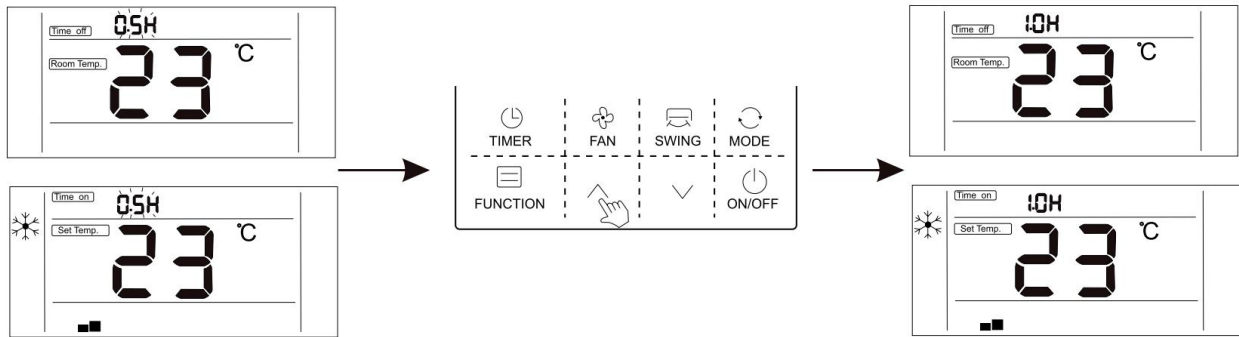 Time off 0.5H
Room Temp. 23 °C
Time on 0.5H
Set Temp. 23 °C
TIMER FAN SWING MODE
FUNCTION ON/OFF
Time off 1.0H
Room Temp. 23 °C
Time on 1.0H
Set Temp. 23 °C